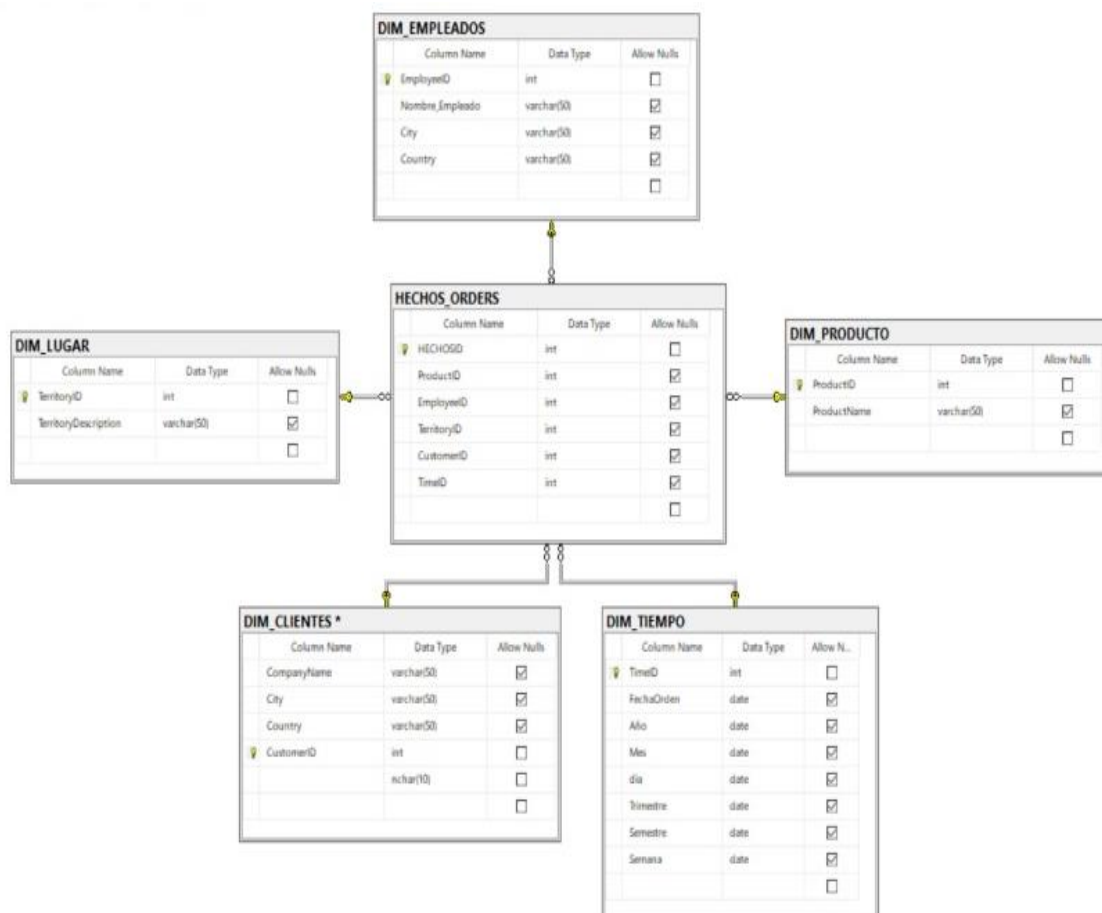 DIM_EMPLEADOS
Column Name Data Type Allow Nulls
EmployeeID int
Nombre_Empleado varchar(50)
City varchar(50)
Country varchar(50)
HECHOS_ORDERS
Column Name Data Type Allow Nulls
HECHOSID int
ProductID int
EmployeeID int
TerritoryID int
CustomerID int
TimeID int
DIM_LUGAR
Column Name Data Type Allow Nulls
TerritoryID int
TerritoryDescription varchar(50)
DIM_PRODUCTO
Column Name Data Type Allow Nulls
ProductID int
ProductName varchar(50)
DIM_CLIENTES *
Column Name Data Type Allow Nulls
CompanyName varchar(50)
City varchar(50)
Country varchar(50)
CustomerID int
nchar(10)
DIM_TIEMPO
Column Name Data Type Allow N...
TimeID int
FechaOrden date
Año date
Mes date
dia date
Trimestre date
Semestre date
Semana date